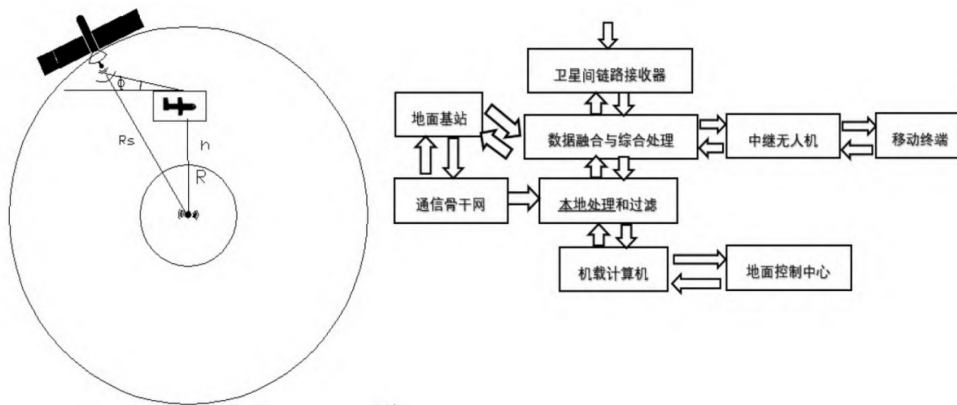 Φ
Rs
h
R
卫星间链路接收器
地面基站
数据融合与综合处理
中继无人机
移动终端
通信骨干网
本地处理和过滤
机载计算机
地面控制中心